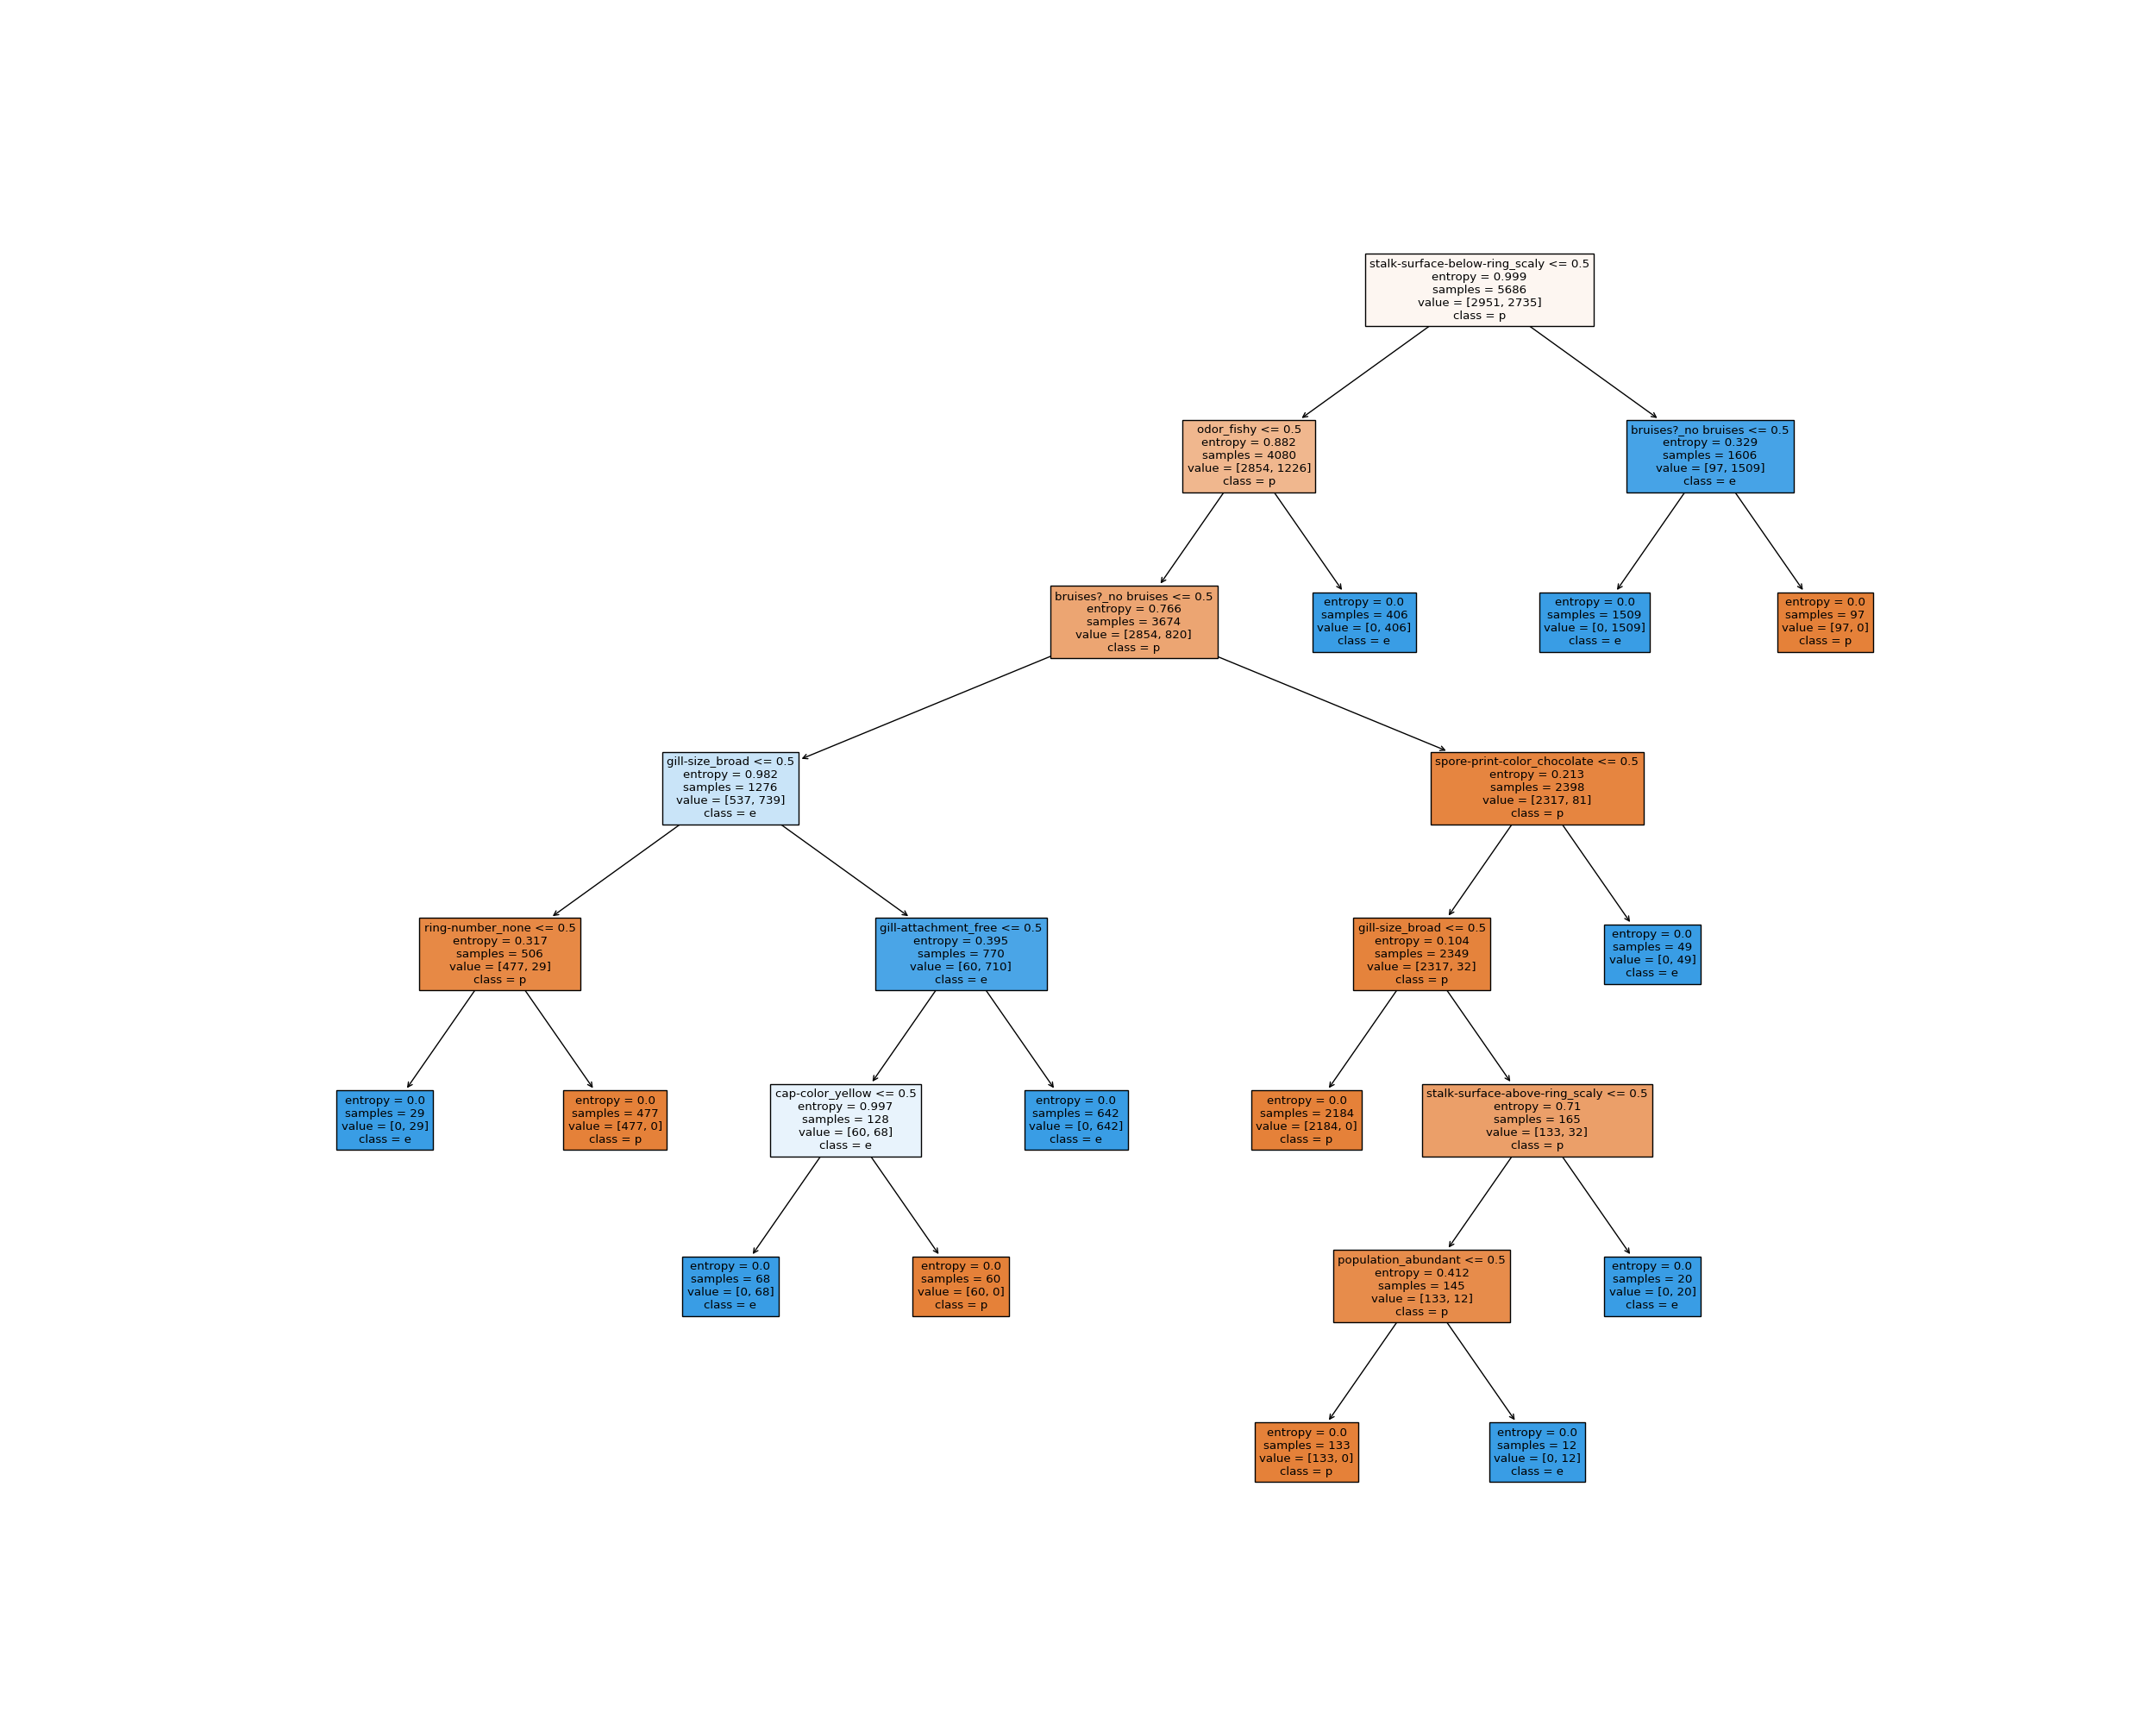 stalk-surface-below-ring_scaly <= 0.5
entropy = 0.999
samples = 5686
value = [2951, 2735]
class = p
odor_fishy <= 0.5
entropy = 0.882
samples = 4080
value = [2854, 1226]
class = p
bruises?_no bruises <= 0.5
entropy = 0.329
samples = 1606
value = [97, 1509]
class = e
bruises?_no bruises <= 0.5
entropy = 0.766
samples = 3674
value = [2854, 820]
class = p
entropy = 0.0
samples = 406
value = [0, 406]
class = e
entropy = 0.0
samples = 1509
value = [0, 1509]
class = e
entropy = 0.0
samples = 97
value = [97, 0]
class = p
gill-size_broad <= 0.5
entropy = 0.982
samples = 1276
value = [537, 739]
class = e
spore-print-color_chocolate <= 0.5
entropy = 0.213
samples = 2398
value = [2317, 81]
class = p
ring-number_none <= 0.5
entropy = 0.317
samples = 506
value = [477, 29]
class = p
gill-attachment_free <= 0.5
entropy = 0.395
samples = 770
value = [60, 710]
class = e
gill-size_broad <= 0.5
entropy = 0.104
samples = 2349
value = [2317, 32]
class = p
entropy = 0.0
samples = 49
value = [0, 49]
class = e
entropy = 0.0
samples = 29
value = [0, 29]
class = e
entropy = 0.0
samples = 477
value = [477, 0]
class = p
cap-color_yellow <= 0.5
entropy = 0.997
samples = 128
value = [60, 68]
class = e
entropy = 0.0
samples = 642
value = [0, 642]
class = e
entropy = 0.0
samples = 2184
value = [2184, 0]
class = p
stalk-surface-above-ring_scaly <= 0.5
entropy = 0.71
samples = 165
value = [133, 32]
class = p
entropy = 0.0
samples = 68
value = [0, 68]
class = e
entropy = 0.0
samples = 60
value = [60, 0]
class = p
population_abundant <= 0.5
entropy = 0.412
samples = 145
value = [133, 12]
class = p
entropy = 0.0
samples = 20
value = [0, 20]
class = e
entropy = 0.0
samples = 133
value = [133, 0]
class = p
entropy = 0.0
samples = 12
value = [0, 12]
class = e